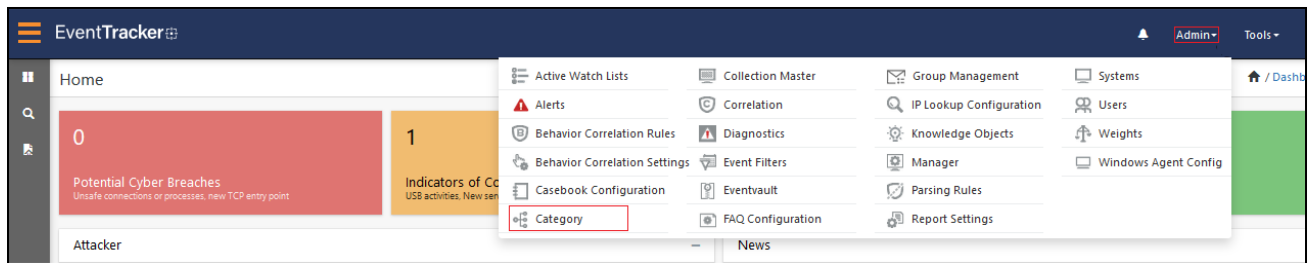 EventTracker
Admin
Tools
Home
Active Watch Lists
Collection Master
Group Management
Systems
/ Dashb
Alerts
Correlation
IP Lookup Configuration
Users
0
1
Behavior Correlation Rules
Diagnostics
Knowledge Objects
Weights
Behavior Correlation Settings
Event Filters
Manager
Windows Agent Config
Potential Cyber Breaches
Unsafe connections or processes, new TCP entry point
Indicators of Co
USB activities, New sen
Casebook Configuration
Eventvault
Parsing Rules
Category
FAQ Configuration
Report Settings
Attacker
News